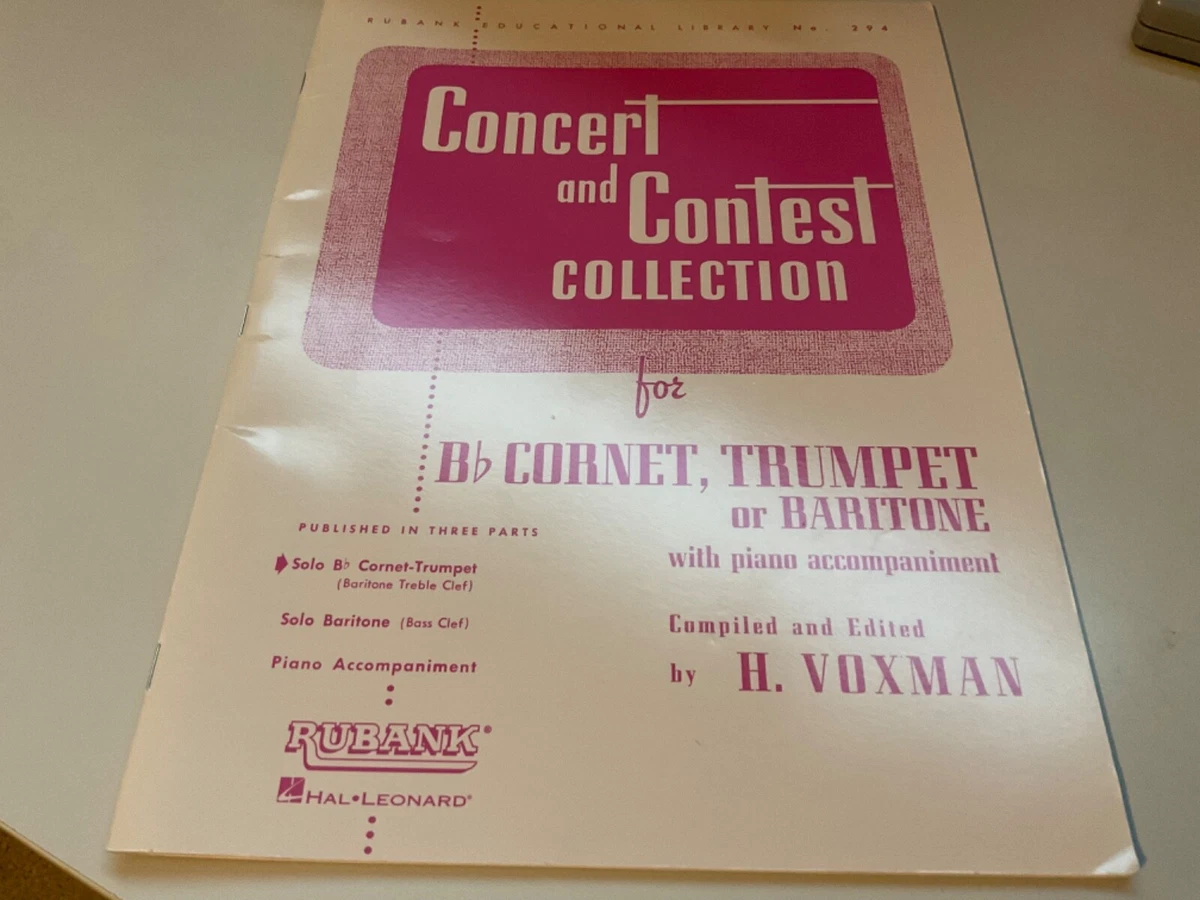 RUBANK EDUCATIONAL LIBRARY No. 294
Concert
and Contest
COLLECTION
for
B♭ CORNET, TRUMPET
or BARITONE
with piano accompaniment
PUBLISHED IN THREE PARTS
Solo B♭ Cornet-Trumpet
(Baritone Treble Clef)
Solo Baritone (Bass Clef)
Piano Accompaniment
Compiled and Edited
by H. VOXMAN
RUBANK®
HAL•LEONARD®